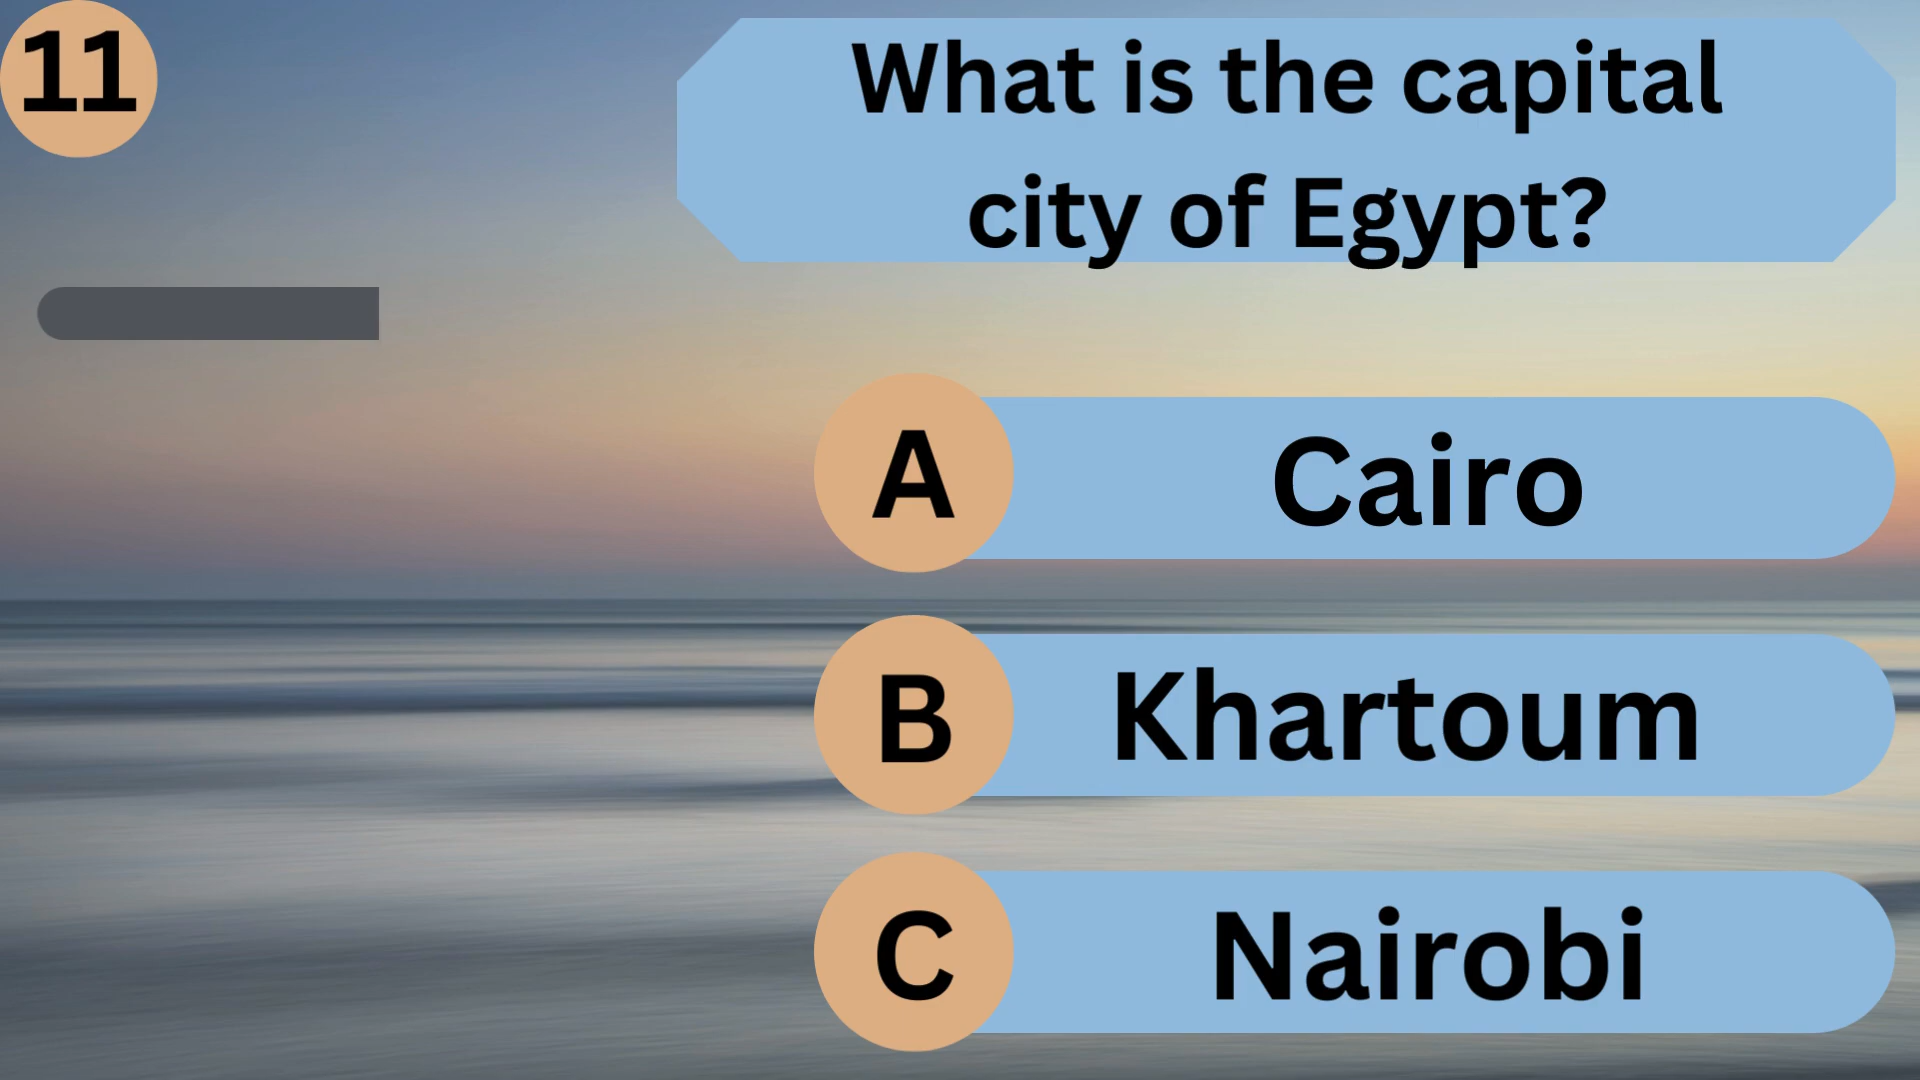 11
What is the capital
city of Egypt?
A Cairo
B Khartoum
C Nairobi